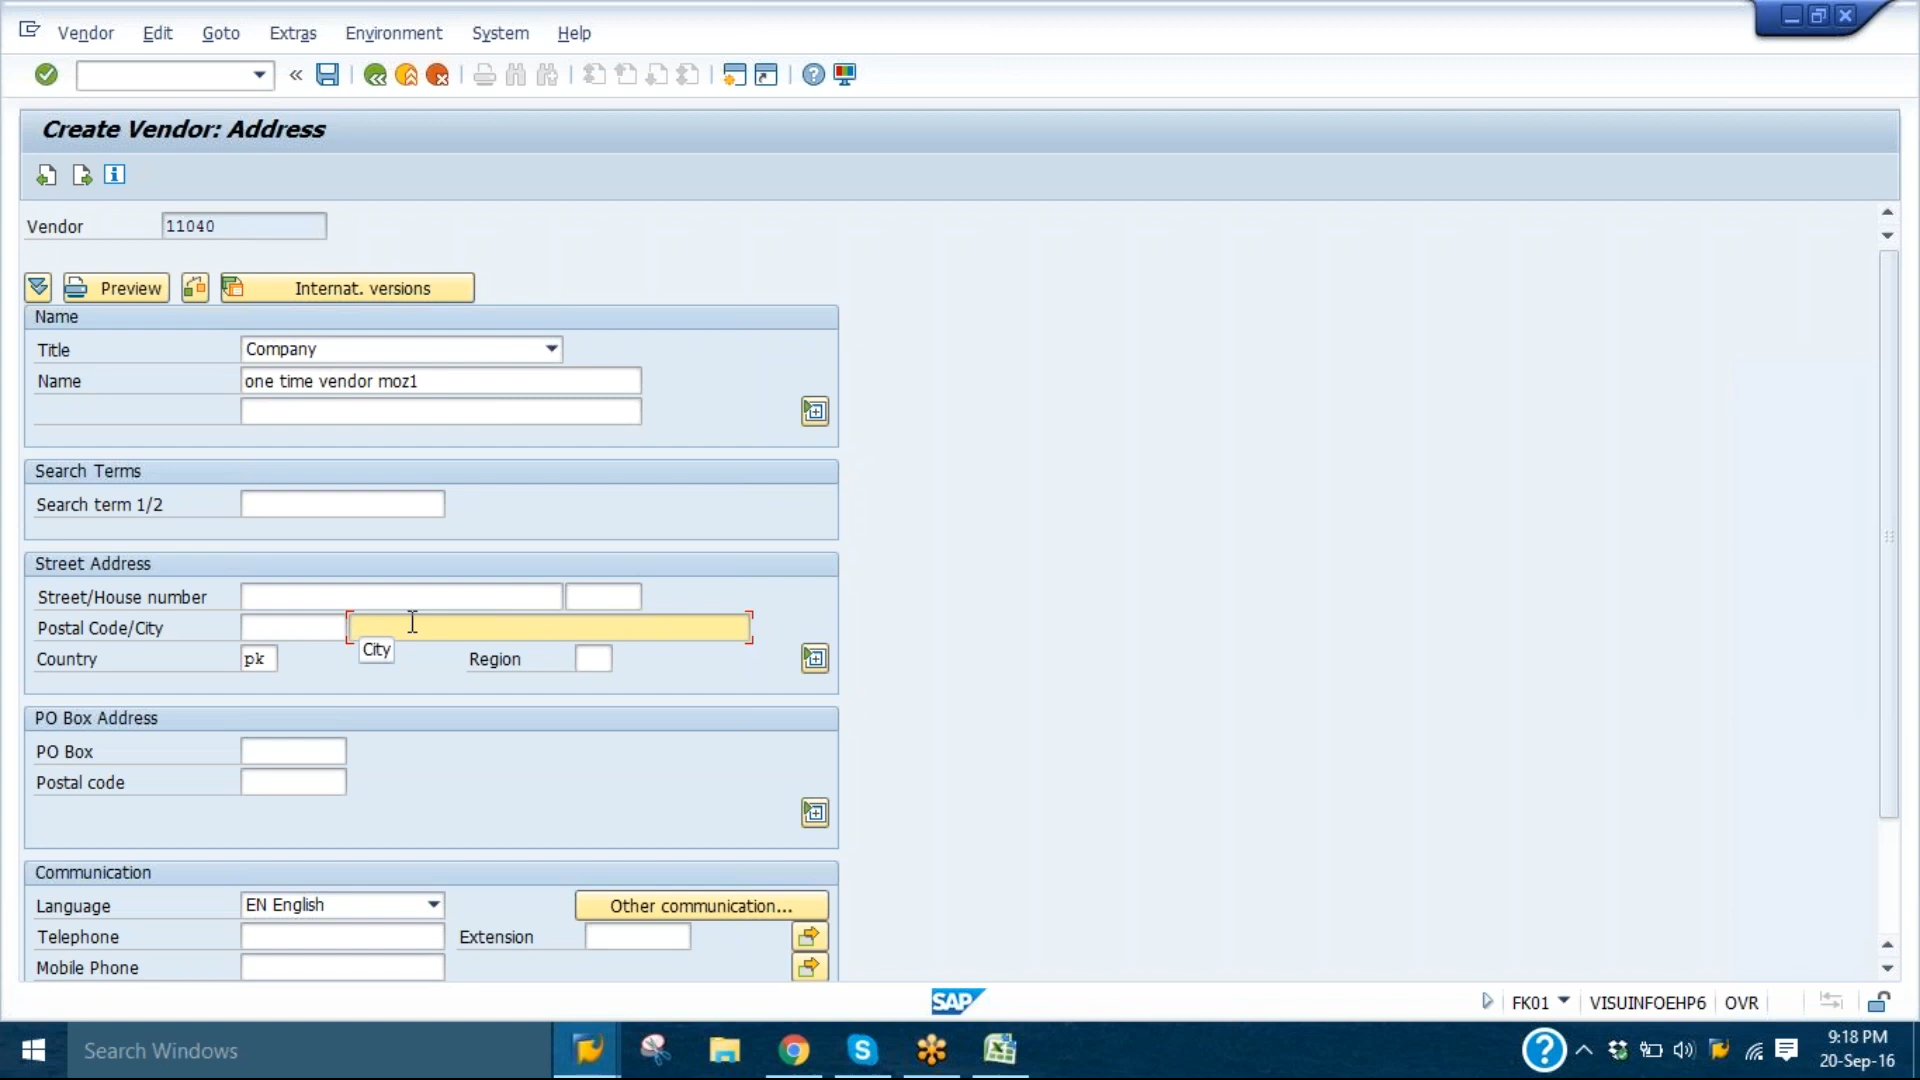 Vendor Edit Goto Extras Environment System Help
Create Vendor: Address
Vendor 11040
Preview Internat. versions
Name
Title Company
Name one time vendor moz1
Search Terms
Search term 1/2
Street Address
Street/House number
Postal Code/City
City
Country pk Region
PO Box Address
PO Box
Postal code
Communication
Language EN English Other communication...
Telephone Extension
Mobile Phone
SAP FK01 VISUINFOEHP6 OVR
Search Windows
9:18 PM
20-Sep-16